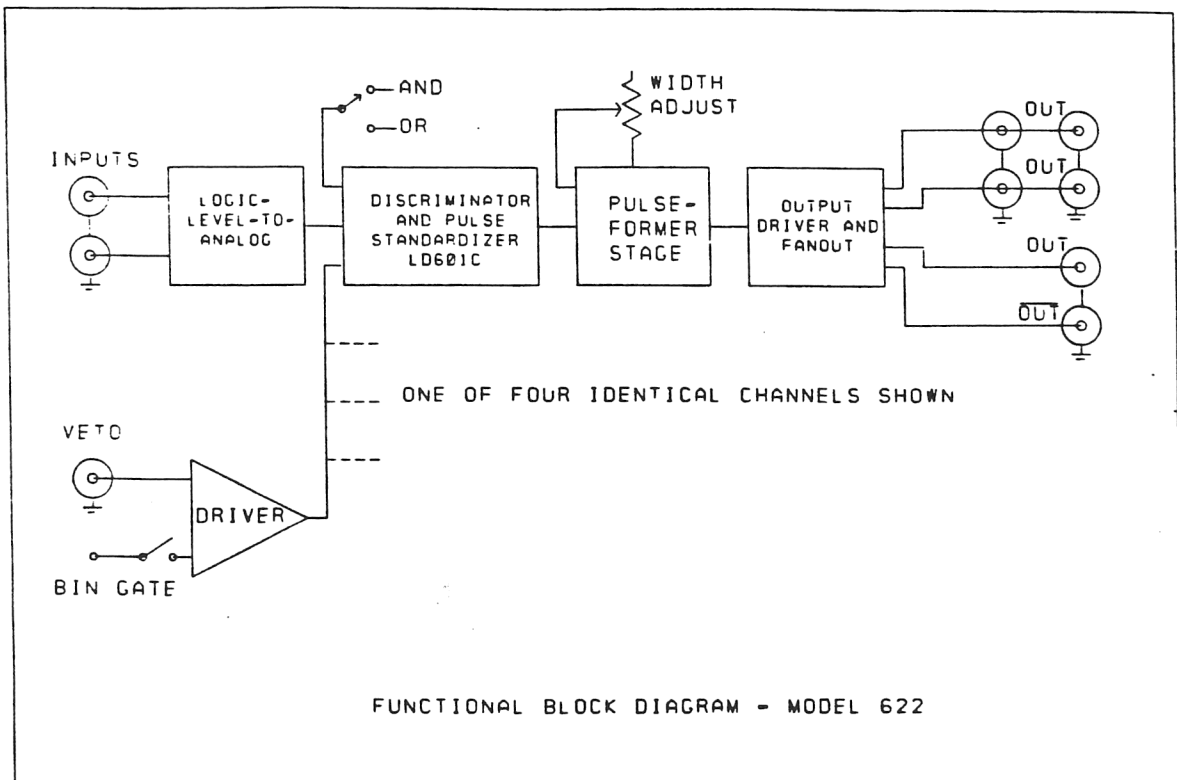 INPUTS
LOGIC-
LEVEL-TO-
ANALOG
AND
OR
DISCRIMINATOR
AND PULSE
STANDARDIZER
LD601C
WIDTH
ADJUST
PULSE-
FORMER
STAGE
OUTPUT
DRIVER AND
FANOUT
OUT
OUT
OUT
OUT
ONE OF FOUR IDENTICAL CHANNELS SHOWN
VETO
DRIVER
BIN GATE
FUNCTIONAL BLOCK DIAGRAM - MODEL 622